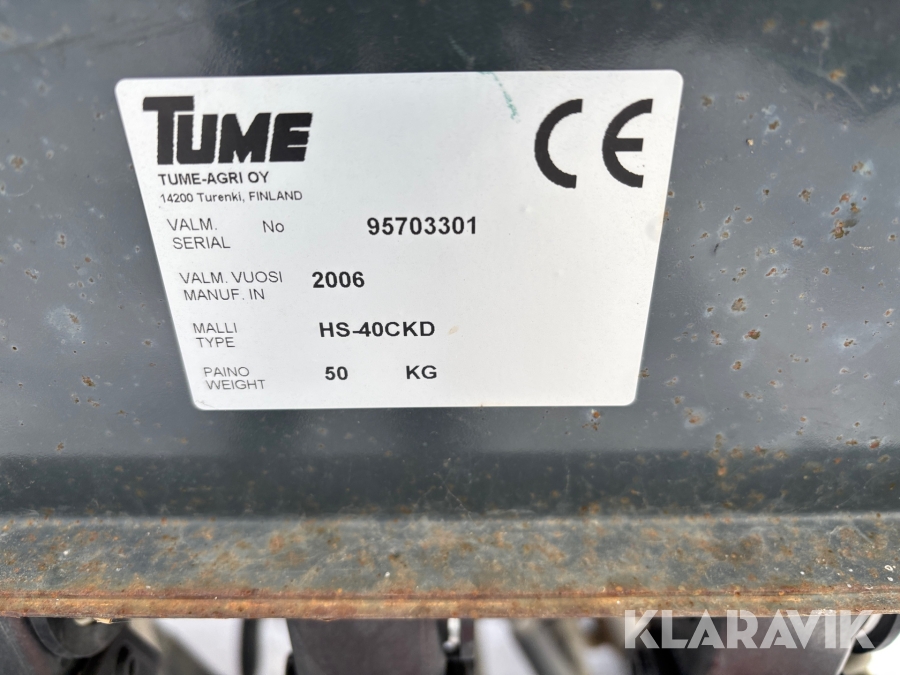 TUME
CE
TUME-AGRI OY
14200 Turenki, FINLAND
VALM. No 95703301
SERIAL
VALM. VUOSI 2006
MANUF. IN
MALLI HS-40CKD
TYPE
PAINO 50 KG
WEIGHT
KLARAVIK